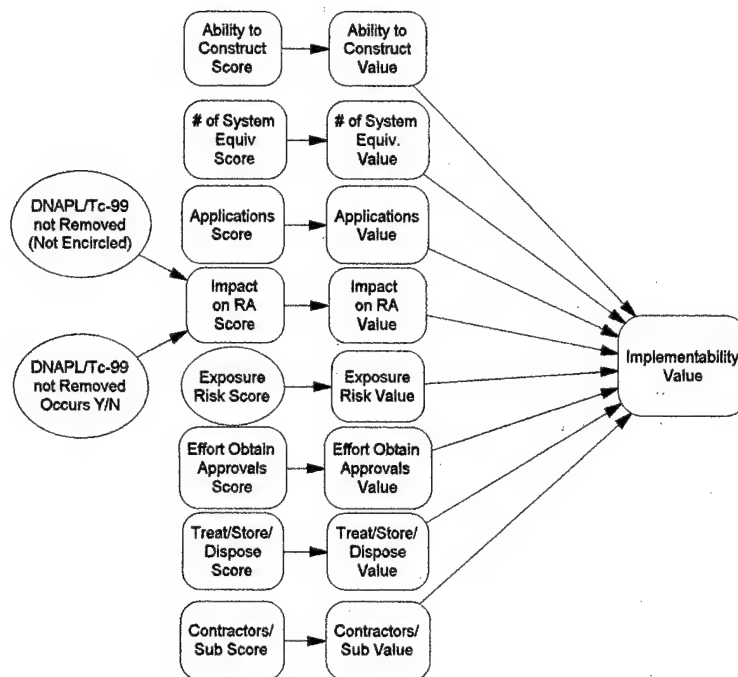 Ability to
Construct
Score
Ability to
Construct
Value
# of System
Equiv
Score
# of System
Equiv.
Value
DNAPL/Tc-99
not Removed
(Not Encircled)
Applications
Score
Applications
Value
Impact
on RA
Score
Impact
on RA
Value
Implementability
Value
DNAPL/Tc-99
not Removed
Occurs Y/N
Exposure
Risk Score
Exposure
Risk Value
Effort Obtain
Approvals
Score
Effort Obtain
Approvals
Value
Treat/Store/
Dispose
Score
Treat/Store/
Dispose
Value
Contractors/
Sub Score
Contractors/
Sub Value